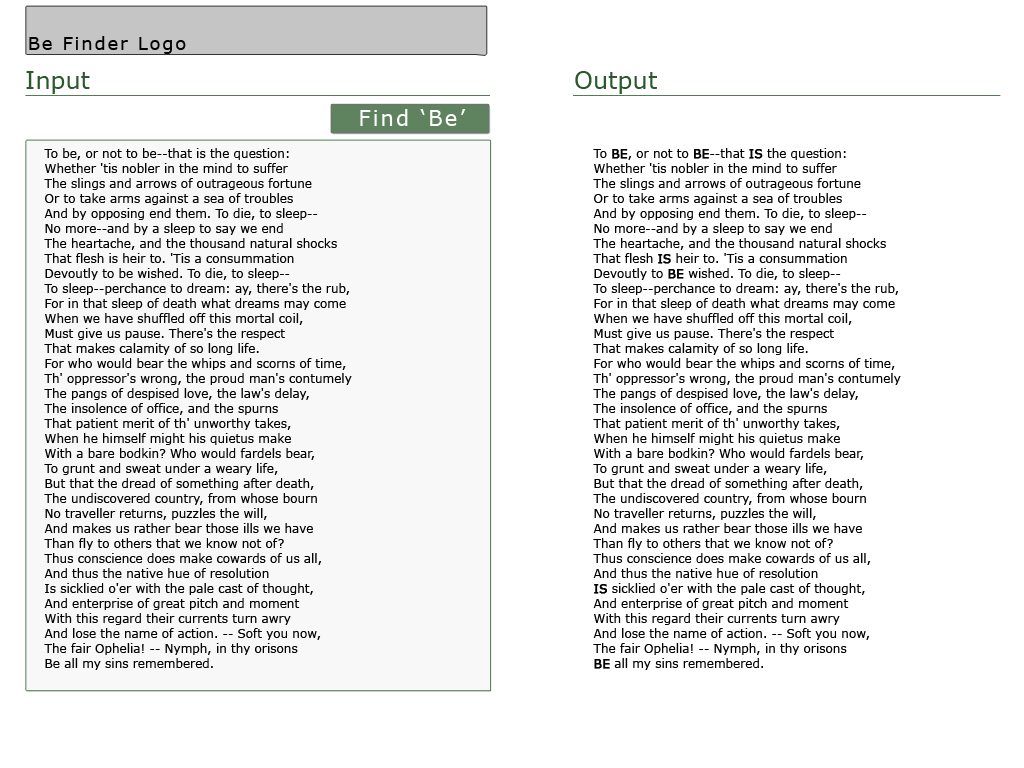 Be Finder Logo
Input
Find ‘Be’
To be, or not to be--that is the question:
Whether 'tis nobler in the mind to suffer
The slings and arrows of outrageous fortune
Or to take arms against a sea of troubles
And by opposing end them. To die, to sleep--
No more--and by a sleep to say we end
The heartache, and the thousand natural shocks
That flesh is heir to. 'Tis a consummation
Devoutly to be wished. To die, to sleep--
To sleep--perchance to dream: ay, there's the rub,
For in that sleep of death what dreams may come
When we have shuffled off this mortal coil,
Must give us pause. There's the respect
That makes calamity of so long life.
For who would bear the whips and scorns of time,
Th' oppressor's wrong, the proud man's contumely
The pangs of despised love, the law's delay,
The insolence of office, and the spurns
That patient merit of th' unworthy takes,
When he himself might his quietus make
With a bare bodkin? Who would fardels bear,
To grunt and sweat under a weary life,
But that the dread of something after death,
The undiscovered country, from whose bourn
No traveller returns, puzzles the will,
And makes us rather bear those ills we have
Than fly to others that we know not of?
Thus conscience does make cowards of us all,
And thus the native hue of resolution
Is sicklied o'er with the pale cast of thought,
And enterprise of great pitch and moment
With this regard their currents turn awry
And lose the name of action. -- Soft you now,
The fair Ophelia! -- Nymph, in thy orisons
Be all my sins remembered.
Output
To BE, or not to BE--that IS the question:
Whether 'tis nobler in the mind to suffer
The slings and arrows of outrageous fortune
Or to take arms against a sea of troubles
And by opposing end them. To die, to sleep--
No more--and by a sleep to say we end
The heartache, and the thousand natural shocks
That flesh IS heir to. 'Tis a consummation
Devoutly to BE wished. To die, to sleep--
To sleep--perchance to dream: ay, there's the rub,
For in that sleep of death what dreams may come
When we have shuffled off this mortal coil,
Must give us pause. There's the respect
That makes calamity of so long life.
For who would bear the whips and scorns of time,
Th' oppressor's wrong, the proud man's contumely
The pangs of despised love, the law's delay,
The insolence of office, and the spurns
That patient merit of th' unworthy takes,
When he himself might his quietus make
With a bare bodkin? Who would fardels bear,
To grunt and sweat under a weary life,
But that the dread of something after death,
The undiscovered country, from whose bourn
No traveller returns, puzzles the will,
And makes us rather bear those ills we have
Than fly to others that we know not of?
Thus conscience does make cowards of us all,
And thus the native hue of resolution
IS sicklied o'er with the pale cast of thought,
And enterprise of great pitch and moment
With this regard their currents turn awry
And lose the name of action. -- Soft you now,
The fair Ophelia! -- Nymph, in thy orisons
BE all my sins remembered.